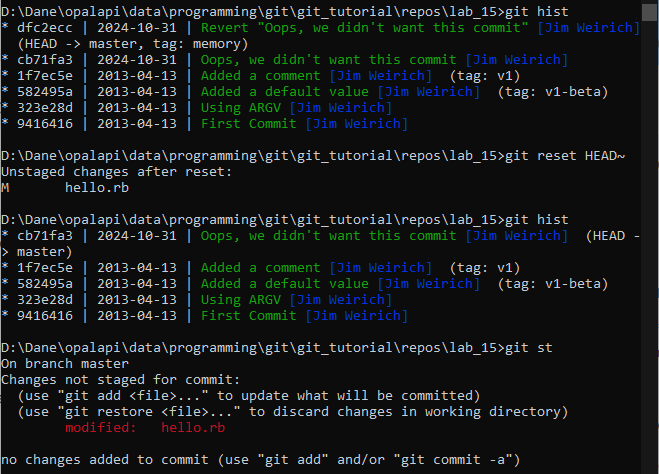 D:\Dane\opalapi\data\programming\git\git_tutorial\repos\lab_15>git hist
* dfc2ecc | 2024-10-31 | Revert "Oops, we didn't want this commit" [Jim Weirich]
(HEAD -> master, tag: memory)
* cb71fa3 | 2024-10-31 | Oops, we didn't want this commit [Jim Weirich]
* 1f7ec5e | 2013-04-13 | Added a comment [Jim Weirich]  (tag: v1)
* 582495a | 2013-04-13 | Added a default value [Jim Weirich]  (tag: v1-beta)
* 323e28d | 2013-04-13 | Using ARGV [Jim Weirich]
* 9416416 | 2013-04-13 | First Commit [Jim Weirich]
D:\Dane\opalapi\data\programming\git\git_tutorial\repos\lab_15>git reset HEAD~
Unstaged changes after reset:
M       hello.rb
D:\Dane\opalapi\data\programming\git\git_tutorial\repos\lab_15>git hist
* cb71fa3 | 2024-10-31 | Oops, we didn't want this commit [Jim Weirich]  (HEAD -
> master)
* 1f7ec5e | 2013-04-13 | Added a comment [Jim Weirich]  (tag: v1)
* 582495a | 2013-04-13 | Added a default value [Jim Weirich]  (tag: v1-beta)
* 323e28d | 2013-04-13 | Using ARGV [Jim Weirich]
* 9416416 | 2013-04-13 | First Commit [Jim Weirich]
D:\Dane\opalapi\data\programming\git\git_tutorial\repos\lab_15>git st
On branch master
Changes not staged for commit:
  (use "git add <file>..." to update what will be committed)
  (use "git restore <file>..." to discard changes in working directory)
        modified:   hello.rb
no changes added to commit (use "git add" and/or "git commit -a")